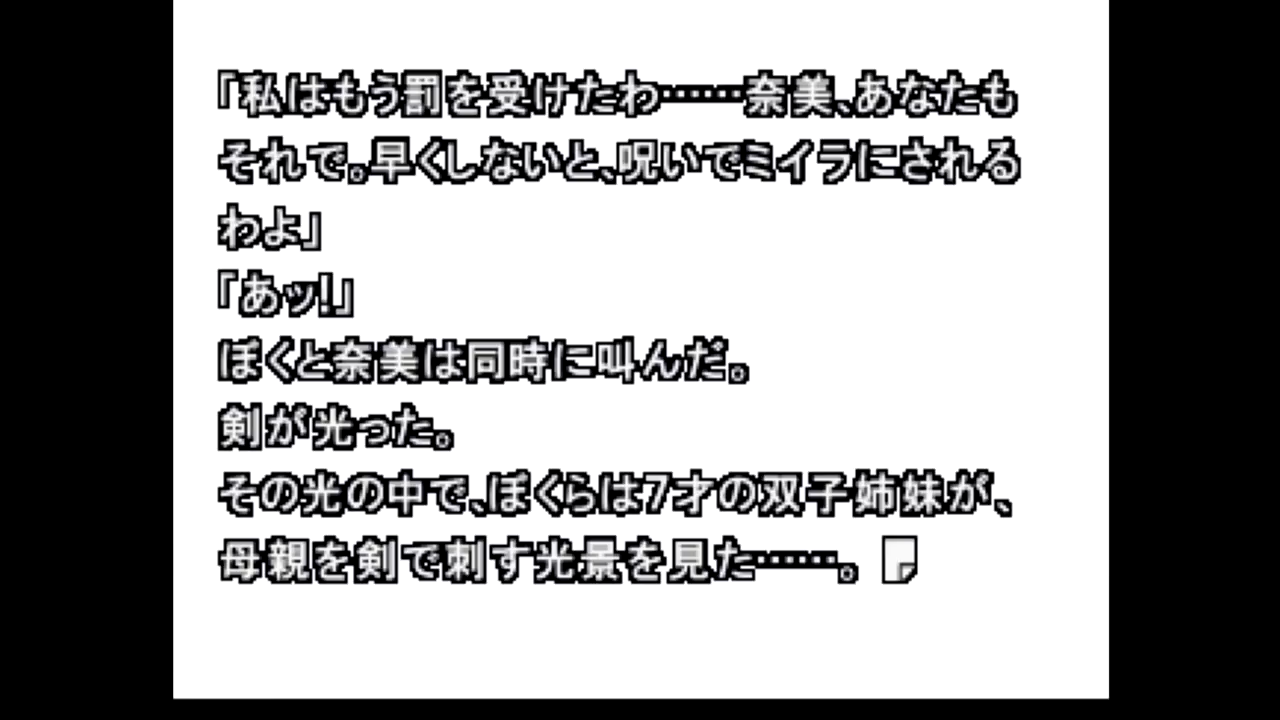 「私はもう罰を受けたわ……奈美、あなたも
それで。早くしないと、呪いでミイラにされる
わよ」
「あッ!」
ぼくと奈美は同時に叫んだ。
剣が光った。
その光の中で、ぼくらは7才の双子姉妹が、
母親を剣で刺す光景を見た……。